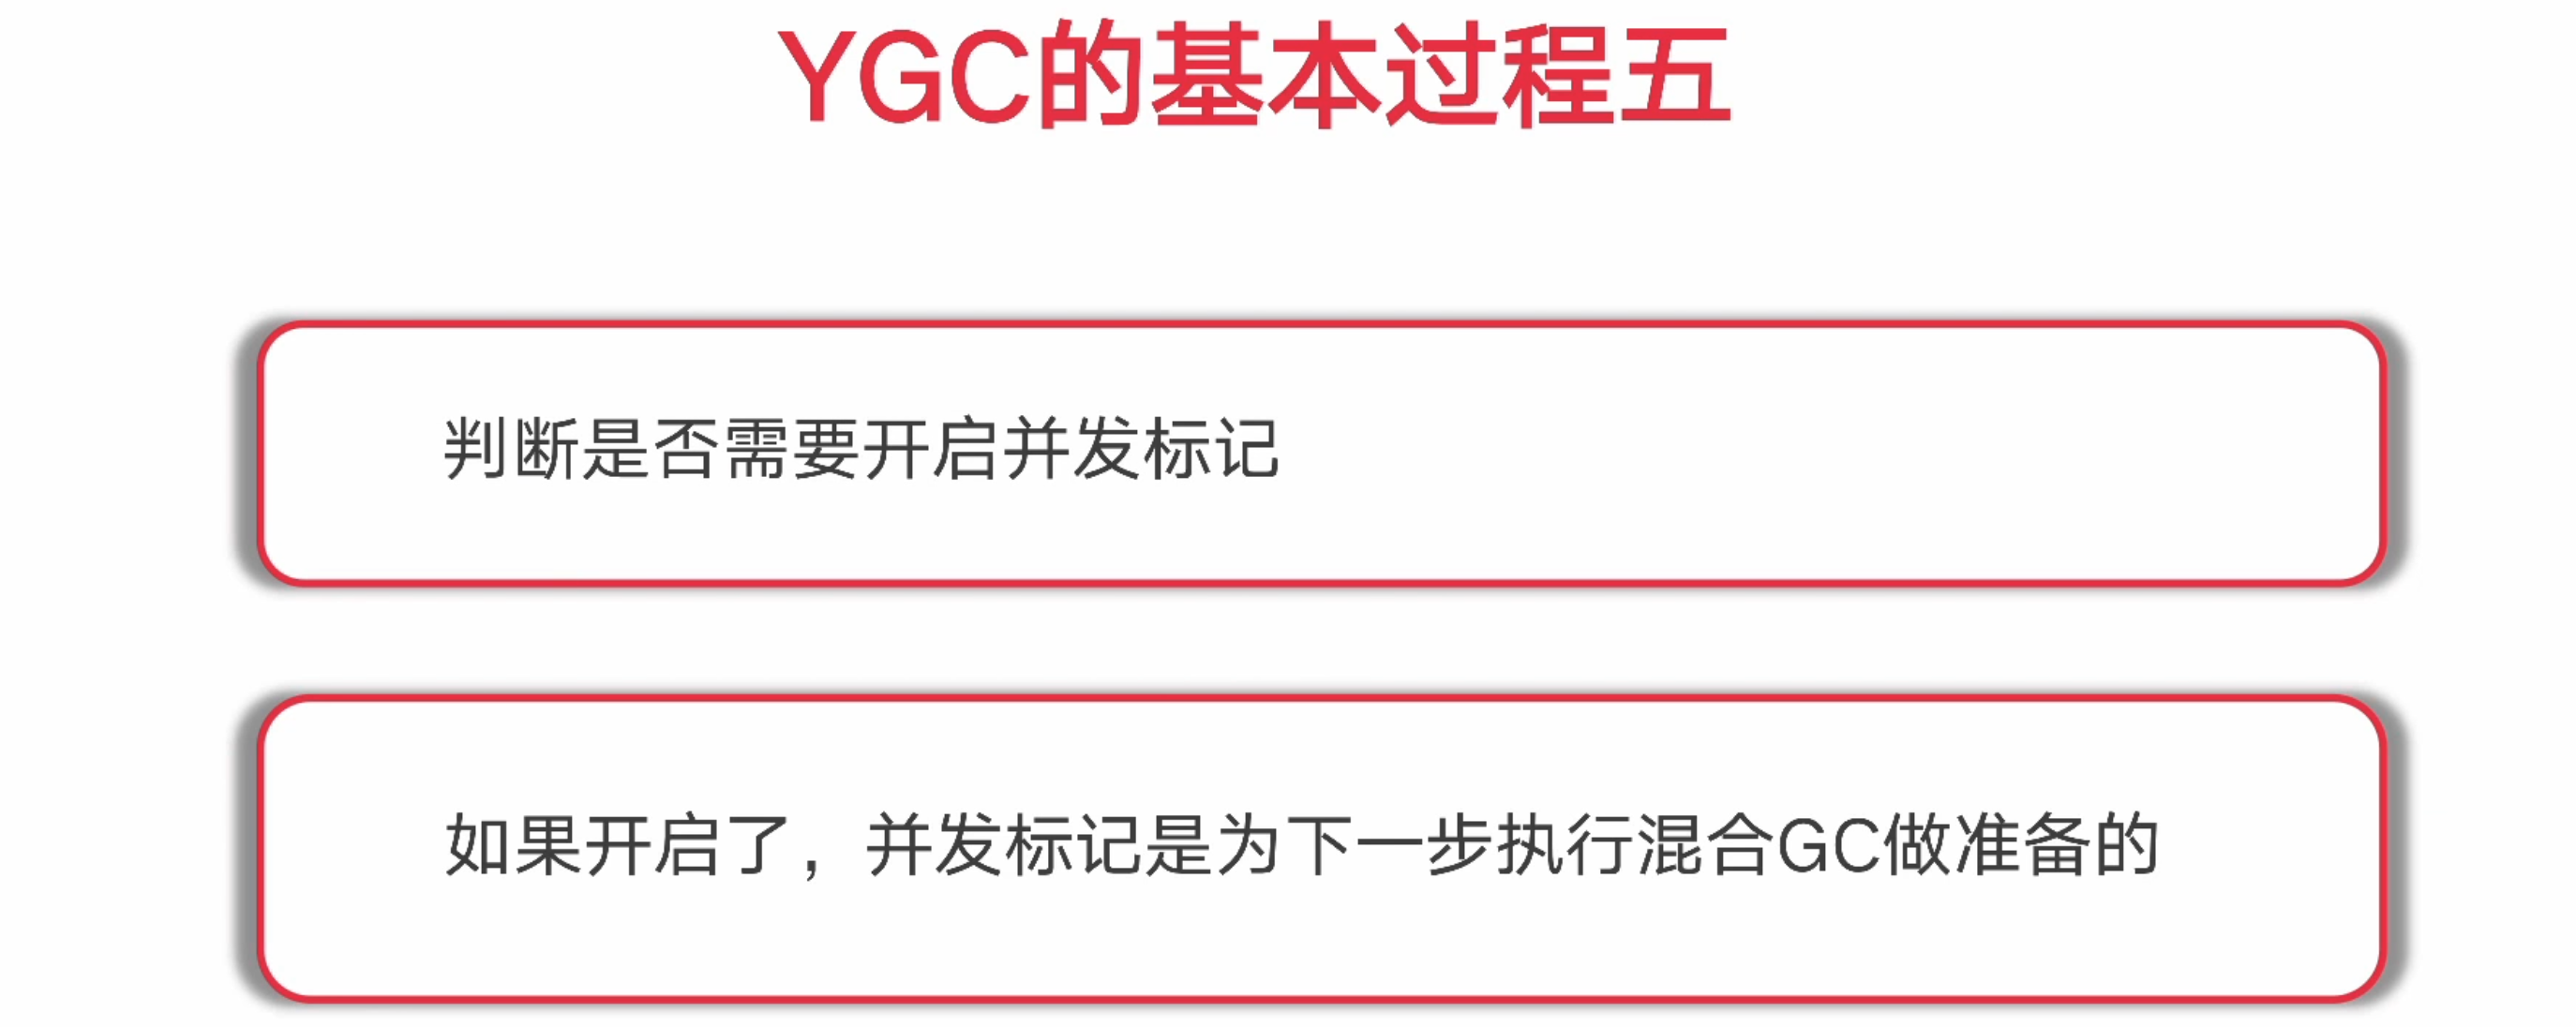 YGC的基本过程五
判断是否需要开启并发标记
如果开启了，并发标记是为下一步执行混合GC做准备的